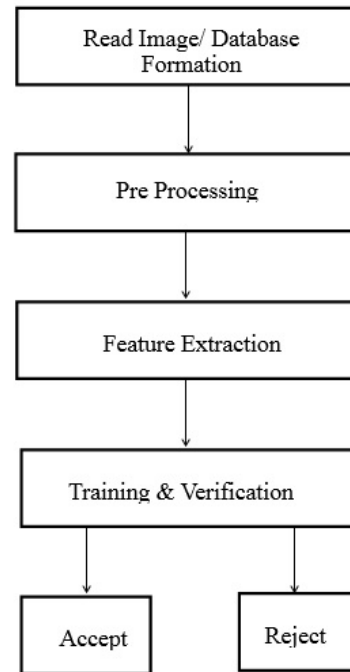 Read Image/ Database
Formation
Pre Processing
Feature Extraction
Training & Verification
Accept
Reject